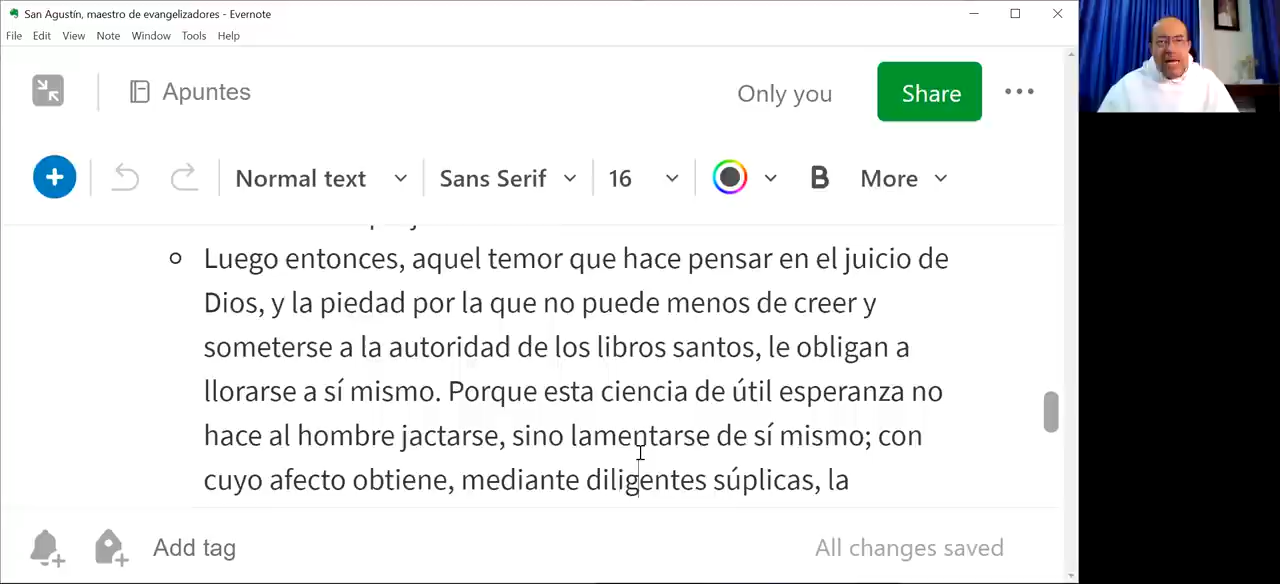 San Agustín, maestro de evangelizadores - Evernote
File Edit View Note Window Tools Help
Apuntes
Only you
Share
Normal text
Sans Serif
16
B
More
Luego entonces, aquel temor que hace pensar en el juicio de
Dios, y la piedad por la que no puede menos de creer y
someterse a la autoridad de los libros santos, le obligan a
llorarse a sí mismo. Porque esta ciencia de útil esperanza no
hace al hombre jactarse, sino lamentarse de sí mismo; con
cuyo afecto obtiene, mediante diligentes súplicas, la
Add tag
All changes saved